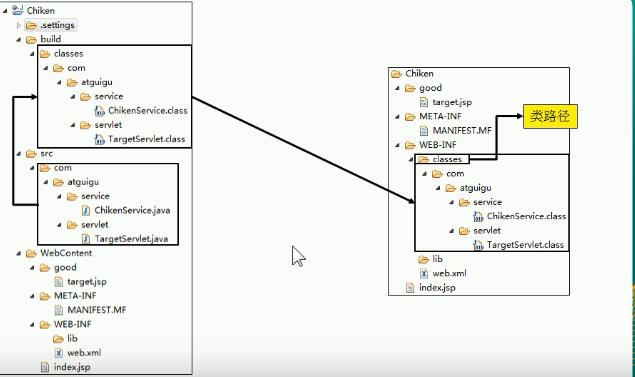 Chiken
.settings
build
classes
com
atguigu
service
ChikenService.class
servlet
TargetServlet.class
src
com
atguigu
service
ChikenService.java
servlet
TargetServlet.java
WebContent
good
target.jsp
META-INF
MANIFEST.MF
WEB-INF
lib
web.xml
index.jsp
Chiken
good
target.jsp
META-INF
MANIFEST.MF
WEB-INF
classes
com
atguigu
service
ChikenService.class
servlet
TargetServlet.class
lib
web.xml
index.jsp
类路径